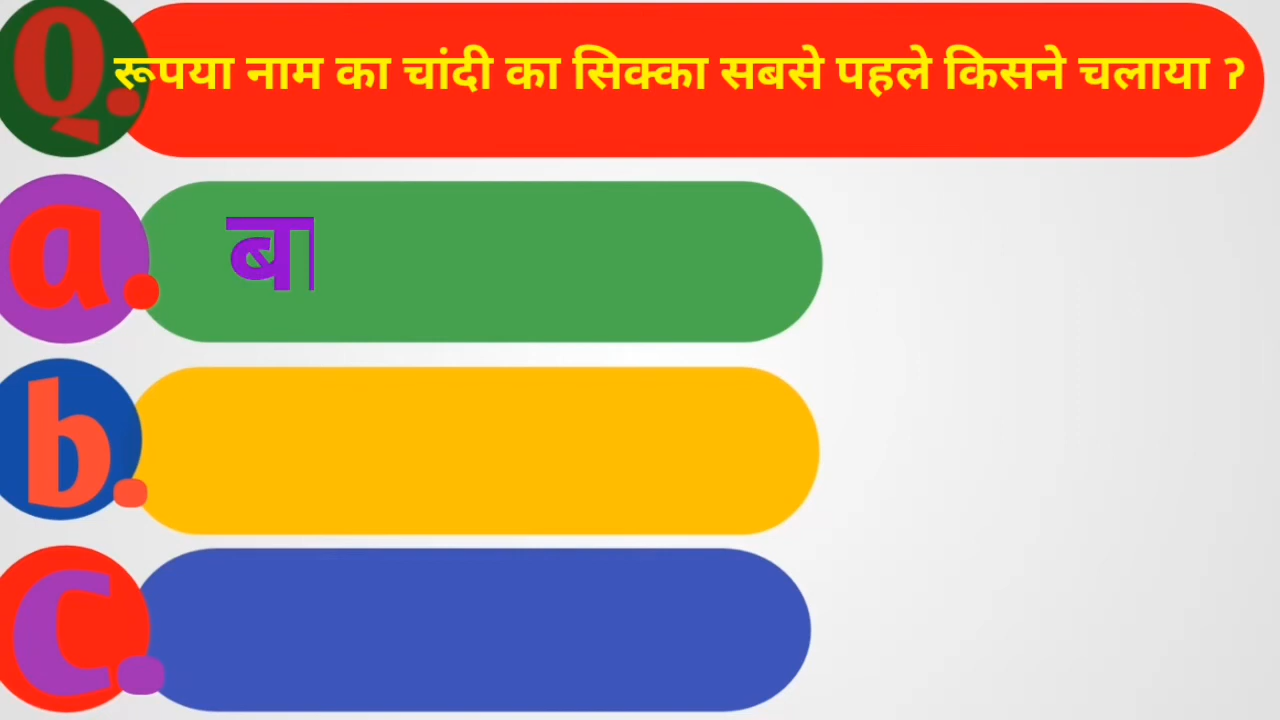 Q. रूपया नाम का चांदी का सिक्का सबसे पहले किसने चलाया ?
a. ब
b.
c.